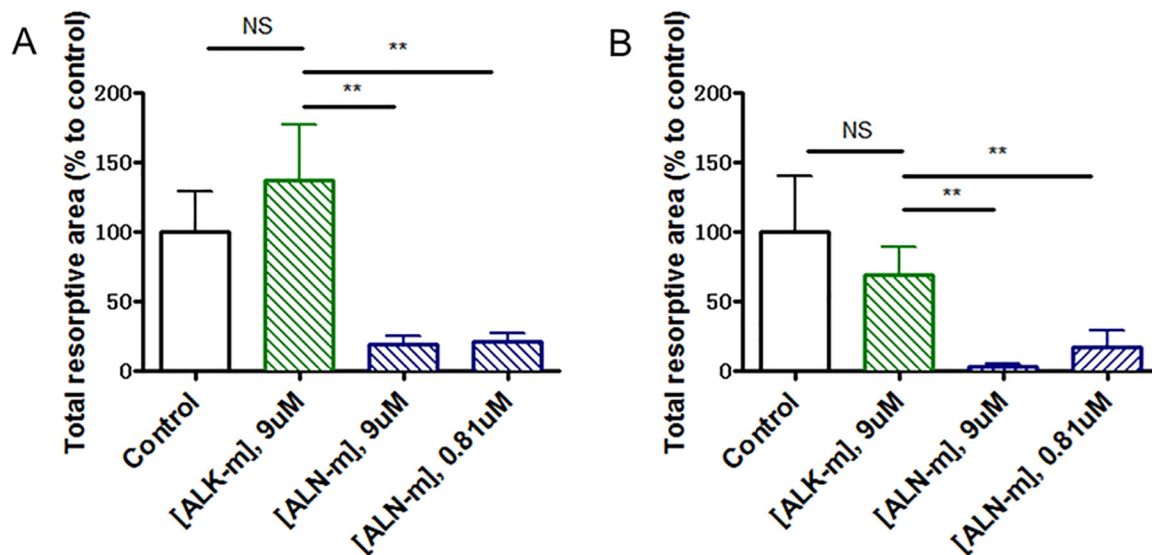 A
Total resorptive area (% to control)
NS
**
**
200
150
100
50
0
Control
[ALK-m], 9uM
[ALN-m], 9uM
[ALN-m], 0.81uM
B
Total resorptive area (% to control)
NS
**
**
200
150
100
50
0
Control
[ALK-m], 9uM
[ALN-m], 9uM
[ALN-m], 0.81uM